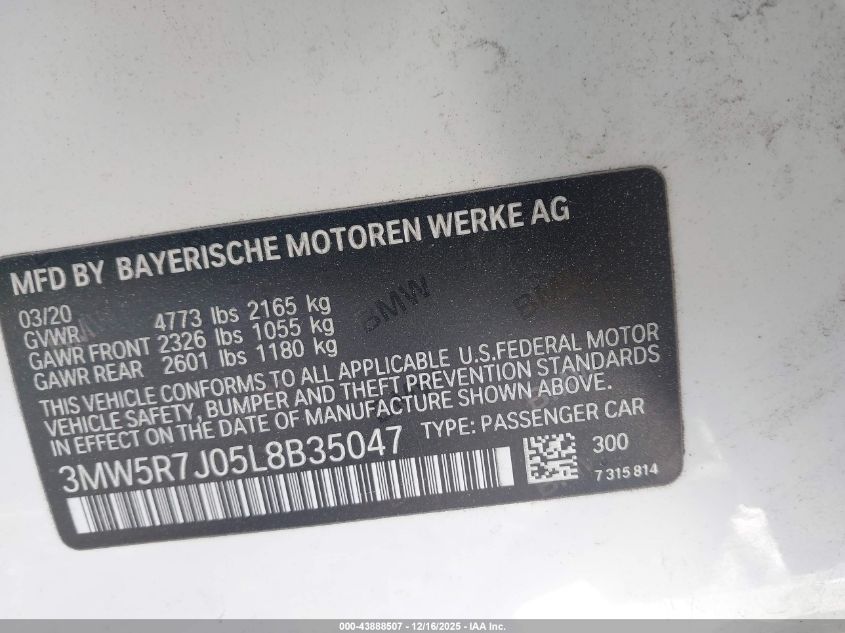 MFD BY BAYERISCHE MOTOREN WERKE AG
03/20
GVWR 4773 lbs 2165 kg
GAWR FRONT 2326 lbs 1055 kg
GAWR REAR 2601 lbs 1180 kg
THIS VEHICLE CONFORMS TO ALL APPLICABLE U.S.FEDERAL MOTOR
VEHICLE SAFETY, BUMPER AND THEFT PREVENTION STANDARDS
IN EFFECT ON THE DATE OF MANUFACTURE SHOWN ABOVE.
3MW5R7J05L8B35047 TYPE: PASSENGER CAR
300
7 315 814
BMW
BMW
BMW
000-43888507 - 12/16/2025 - IAA Inc.